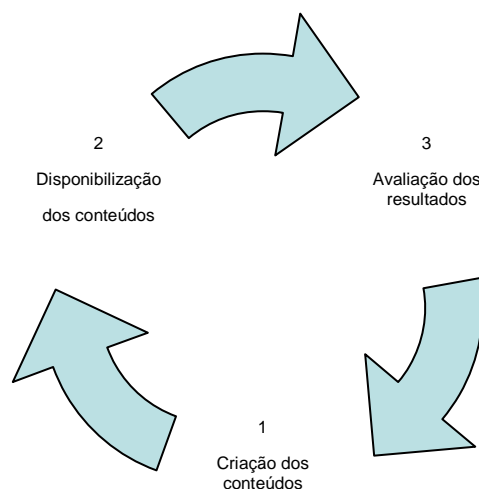 2
Disponibilização
dos conteúdos
3
Avaliação dos
resultados
1
Criação dos
conteúdos